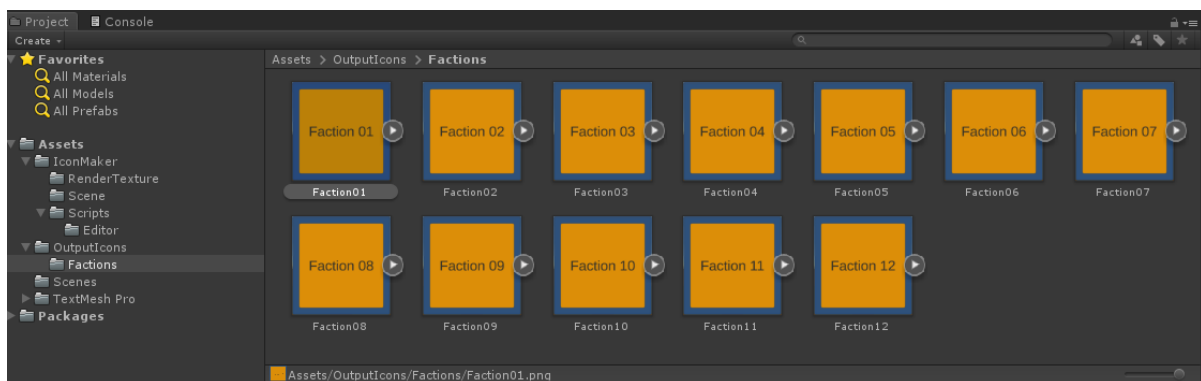 Project Console
Create
Favorites
All Materials
All Models
All Prefabs
Assets
IconMaker
RenderTexture
Scene
Scripts
Editor
OutputIcons
Factions
Scenes
TextMesh Pro
Packages
Assets > OutputIcons > Factions
Faction 01 Faction 02 Faction 03 Faction 04 Faction 05 Faction 06 Faction 07
Faction01 Faction02 Faction03 Faction04 Faction05 Faction06 Faction07
Faction 08 Faction 09 Faction 10 Faction 11 Faction 12
Faction08 Faction09 Faction10 Faction11 Faction12
Assets/OutputIcons/Factions/Faction01.png